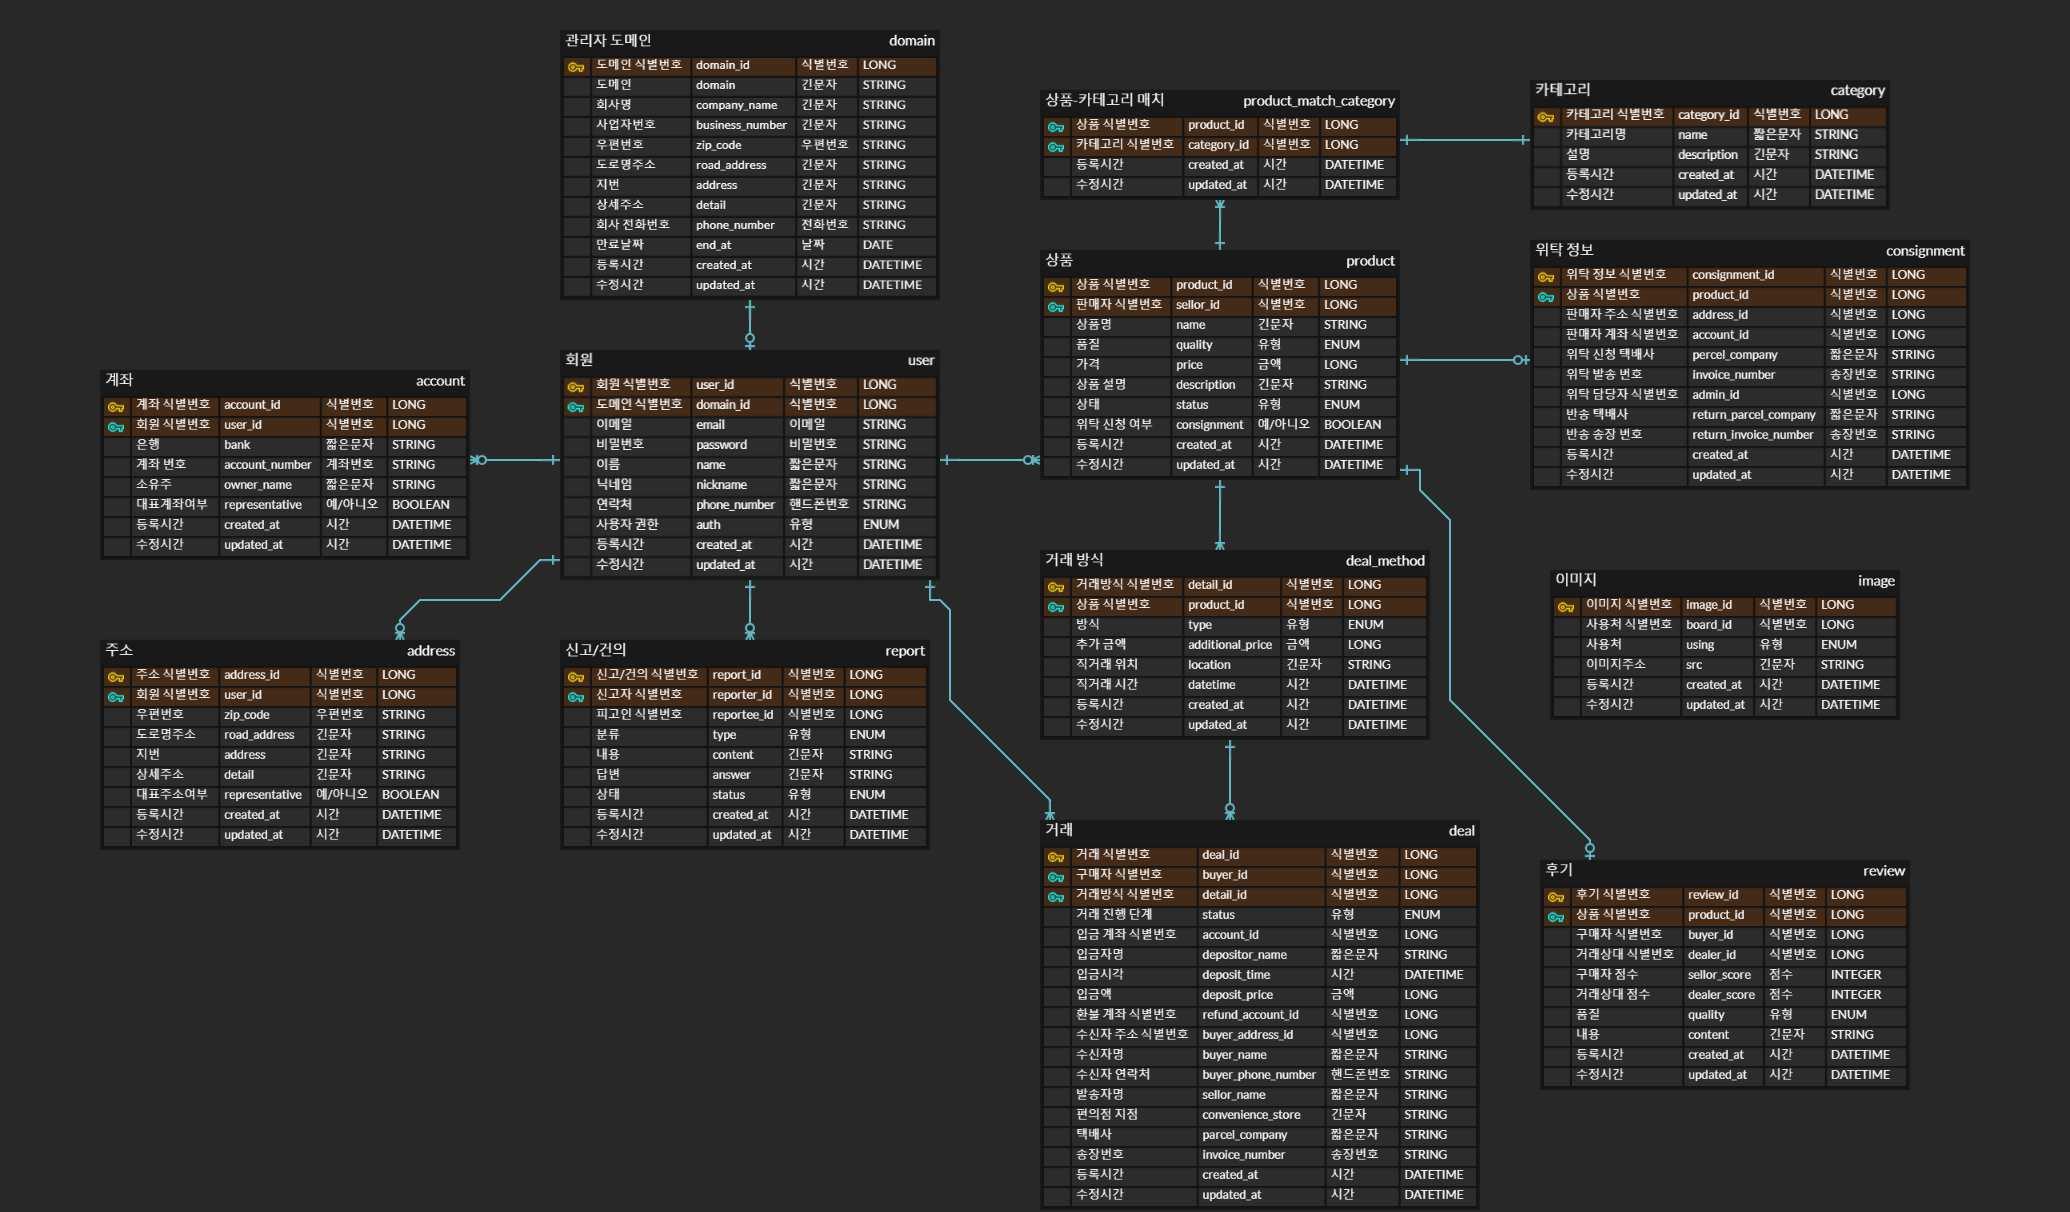 관리자 도메인 domain
도메인 식별번호 domain_id 식별번호 LONG
도메인 domain 긴문자 STRING
회사명 company_name 긴문자 STRING
사업자번호 business_number 긴문자 STRING
우편번호 zip_code 우편번호 STRING
도로명주소 road_address 긴문자 STRING
지번 address 긴문자 STRING
상세주소 detail 긴문자 STRING
회사 전화번호 phone_number 전화번호 STRING
만료날짜 end_at 날짜 DATE
등록시간 created_at 시간 DATETIME
수정시간 updated_at 시간 DATETIME
상품-카테고리 매치 product_match_category
상품 식별번호 product_id 식별번호 LONG
카테고리 식별번호 category_id 식별번호 LONG
등록시간 created_at 시간 DATETIME
수정시간 updated_at 시간 DATETIME
카테고리 category
카테고리 식별번호 category_id 식별번호 LONG
카테고리명 name 짧은문자 STRING
설명 description 긴문자 STRING
등록시간 created_at 시간 DATETIME
수정시간 updated_at 시간 DATETIME
계좌 account
계좌 식별번호 account_id 식별번호 LONG
회원 식별번호 user_id 식별번호 LONG
은행 bank 짧은문자 STRING
계좌 번호 account_number 계좌번호 STRING
소유주 owner_name 짧은문자 STRING
대표계좌여부 representative 예/아니오 BOOLEAN
등록시간 created_at 시간 DATETIME
수정시간 updated_at 시간 DATETIME
회원 user
회원 식별번호 user_id 식별번호 LONG
도메인 식별번호 domain_id 식별번호 LONG
이메일 email 이메일 STRING
비밀번호 password 비밀번호 STRING
이름 name 짧은문자 STRING
닉네임 nickname 짧은문자 STRING
연락처 phone_number 핸드폰번호 STRING
사용자 권한 auth 유형 ENUM
등록시간 created_at 시간 DATETIME
수정시간 updated_at 시간 DATETIME
상품 product
상품 식별번호 product_id 식별번호 LONG
판매자 식별번호 sellor_id 식별번호 LONG
상품명 name 긴문자 STRING
품질 quality 유형 ENUM
가격 price 금액 LONG
상품 설명 description 긴문자 STRING
상태 status 유형 ENUM
위탁 신청 여부 consignment 예/아니오 BOOLEAN
등록시간 created_at 시간 DATETIME
수정시간 updated_at 시간 DATETIME
위탁 정보 consignment
위탁 정보 식별번호 consignment_id 식별번호 LONG
상품 식별번호 product_id 식별번호 LONG
판매자 주소 식별번호 address_id 식별번호 LONG
판매자 계좌 식별번호 account_id 식별번호 LONG
위탁 신청 택배사 percel_company 짧은문자 STRING
위탁 발송 번호 invoice_number 송장번호 STRING
위탁 담당자 식별번호 admin_id 식별번호 LONG
반송 택배사 return_parcel_company 짧은문자 STRING
반송 송장 번호 return_invoice_number 송장번호 STRING
등록시간 created_at 시간 DATETIME
수정시간 updated_at 시간 DATETIME
주소 address
주소 식별번호 address_id 식별번호 LONG
회원 식별번호 user_id 식별번호 LONG
우편번호 zip_code 우편번호 STRING
도로명주소 road_address 긴문자 STRING
지번 address 긴문자 STRING
상세주소 detail 긴문자 STRING
대표주소여부 representative 예/아니오 BOOLEAN
등록시간 created_at 시간 DATETIME
수정시간 updated_at 시간 DATETIME
신고/건의 report
신고/건의 식별번호 report_id 식별번호 LONG
신고자 식별번호 reporter_id 식별번호 LONG
피고인 식별번호 reportee_id 식별번호 LONG
분류 type 유형 ENUM
내용 content 긴문자 STRING
답변 answer 긴문자 STRING
상태 status 유형 ENUM
등록시간 created_at 시간 DATETIME
수정시간 updated_at 시간 DATETIME
거래 방식 deal_method
거래방식 식별번호 detail_id 식별번호 LONG
상품 식별번호 product_id 식별번호 LONG
방식 type 유형 ENUM
추가 금액 additional_price 금액 LONG
직거래 위치 location 긴문자 STRING
직거래 시간 datetime 시간 DATETIME
등록시간 created_at 시간 DATETIME
수정시간 updated_at 시간 DATETIME
이미지 image
이미지 식별번호 image_id 식별번호 LONG
사용처 식별번호 board_id 식별번호 LONG
사용처 using 유형 ENUM
이미지주소 src 긴문자 STRING
등록시간 created_at 시간 DATETIME
수정시간 updated_at 시간 DATETIME
거래 deal
거래 식별번호 deal_id 식별번호 LONG
구매자 식별번호 buyer_id 식별번호 LONG
거래방식 식별번호 detail_id 식별번호 LONG
거래 진행 단계 status 유형 ENUM
입금 계좌 식별번호 account_id 식별번호 LONG
입금자명 depositor_name 짧은문자 STRING
입금시각 deposit_time 시간 DATETIME
입금액 deposit_price 금액 LONG
환불 계좌 식별번호 refund_account_id 식별번호 LONG
수신자 주소 식별번호 buyer_address_id 식별번호 LONG
수신자명 buyer_name 짧은문자 STRING
수신자 연락처 buyer_phone_number 핸드폰번호 STRING
발송자명 sellor_name 짧은문자 STRING
편의점 지점 convenience_store 긴문자 STRING
택배사 parcel_company 짧은문자 STRING
송장번호 invoice_number 송장번호 STRING
등록시간 created_at 시간 DATETIME
수정시간 updated_at 시간 DATETIME
후기 review
후기 식별번호 review_id 식별번호 LONG
상품 식별번호 product_id 식별번호 LONG
구매자 식별번호 buyer_id 식별번호 LONG
거래상대 식별번호 dealer_id 식별번호 LONG
구매자 점수 sellor_score 점수 INTEGER
거래상대 점수 dealer_score 점수 INTEGER
품질 quality 유형 ENUM
내용 content 긴문자 STRING
등록시간 created_at 시간 DATETIME
수정시간 updated_at 시간 DATETIME